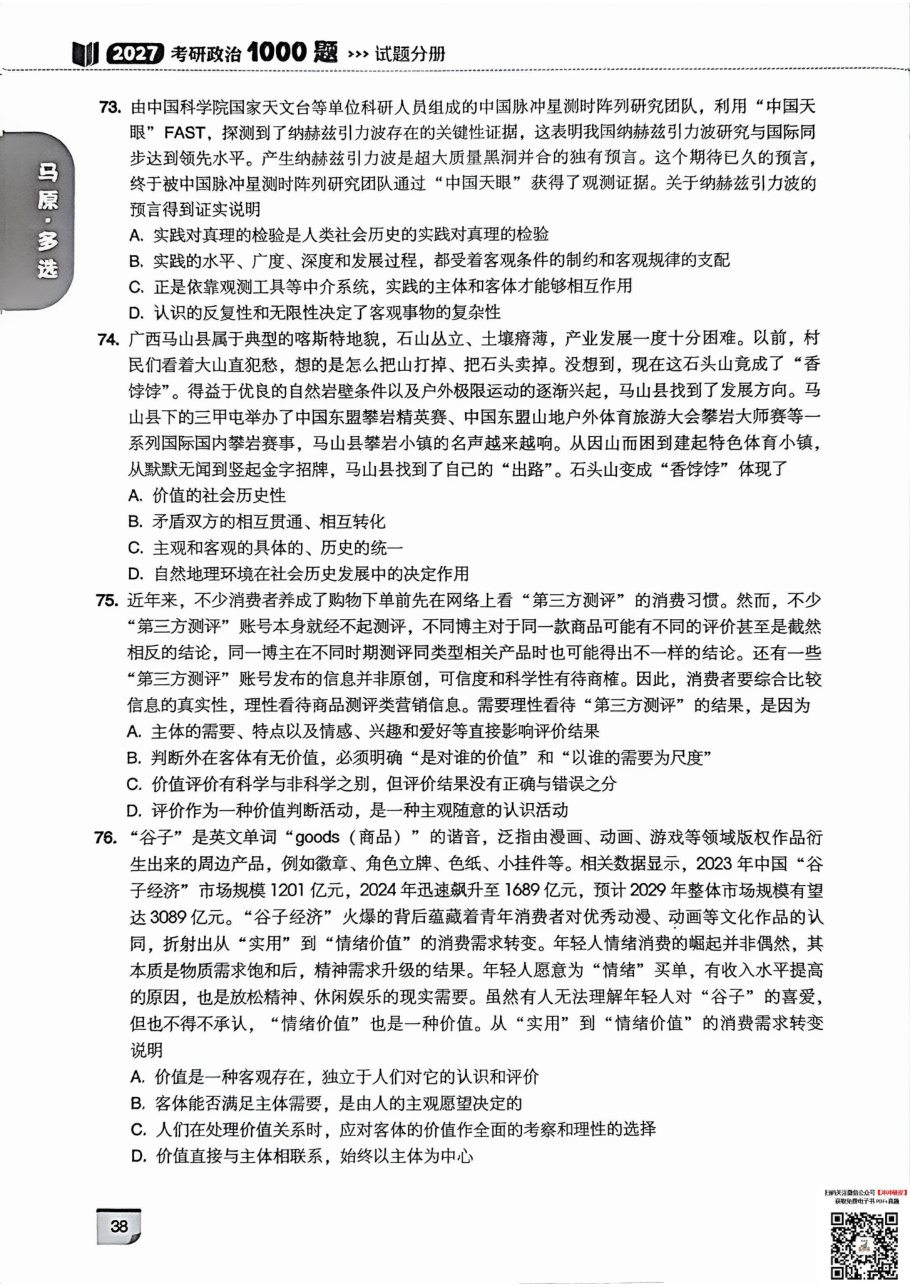 2027 考研政治 1000 题 >>> 试题分册
马原·多选
73. 由中国科学院国家天文台等单位科研人员组成的中国脉冲星测时阵列研究团队，利用“中国天
眼”FAST，探测到了纳赫兹引力波存在的关键性证据，这表明我国纳赫兹引力波研究与国际同
步达到领先水平。产生纳赫兹引力波是超大质量黑洞并合的独有预言。这个期待已久的预言，
终于被中国脉冲星测时阵列研究团队通过“中国天眼”获得了观测证据。关于纳赫兹引力波的
预言得到证实说明
A. 实践对真理的检验是人类社会历史的实践对真理的检验
B. 实践的水平、广度、深度和发展过程，都受着客观条件的制约和客观规律的支配
C. 正是依靠观测工具等中介系统，实践的主体和客体才能够相互作用
D. 认识的反复性和无限性决定了客观事物的复杂性
74. 广西马山县属于典型的喀斯特地貌，石山丛立、土壤瘠薄，产业发展一度十分困难。以前，村
民们看着大山直犯愁，想的是怎么把山打掉、把石头卖掉。没想到，现在这石头山竟成了“香
饽饽”。得益于优良的自然岩壁条件以及户外极限运动的逐渐兴起，马山县找到了发展方向。马
山县下的三甲屯举办了中国东盟攀岩精英赛、中国东盟山地户外体育旅游大会攀岩大师赛等一
系列国际国内攀岩赛事，马山县攀岩小镇的名声越来越响。从因山而困到建起特色体育小镇，
从默默无闻到竖起金字招牌，马山县找到了自己的“出路”。石头山变成“香饽饽”体现了
A. 价值的社会历史性
B. 矛盾双方的相互贯通、相互转化
C. 主观和客观的具体的、历史的统一
D. 自然地理环境在社会历史发展中的决定作用
75. 近年来，不少消费者养成了购物下单前先在网络上看“第三方测评”的消费习惯。然而，不少
“第三方测评”账号本身就经不起测评，不同博主对于同一款商品可能有不同的评价甚至是截然
相反的结论，同一博主在不同时期测评同类型相关产品时也可能得出不一样的结论。还有一些
“第三方测评”账号发布的信息并非原创，可信度和科学性有待商榷。因此，消费者要综合比较
信息的真实性，理性看待商品测评类营销信息。需要理性看待“第三方测评”的结果，是因为
A. 主体的需要、特点以及情感、兴趣和爱好等直接影响评价结果
B. 判断外在客体有无价值，必须明确“是对谁的价值”和“以谁的需要为尺度”
C. 价值评价有科学与非科学之别，但评价结果没有正确与错误之分
D. 评价作为一种价值判断活动，是一种主观随意的认识活动
76. “谷子”是英文单词“goods（商品）”的谐音，泛指由漫画、动画、游戏等领域版权作品衍
生出来的周边产品，例如徽章、角色立牌、色纸、小挂件等。相关数据显示，2023 年中国“谷
子经济”市场规模 1201 亿元，2024 年迅速飙升至 1689 亿元，预计 2029 年整体市场规模有望
达 3089 亿元。“谷子经济”火爆的背后蕴藏着青年消费者对优秀动漫、动画等文化作品的认
同，折射出从“实用”到“情绪价值”的消费需求转变。年轻人情绪消费的崛起并非偶然，其
本质是物质需求饱和后，精神需求升级的结果。年轻人愿意为“情绪”买单，有收入水平提高
的原因，也是放松精神、休闲娱乐的现实需要。虽然有人无法理解年轻人对“谷子”的喜爱，
但也不得不承认，“情绪价值”也是一种价值。从“实用”到“情绪价值”的消费需求转变
说明
A. 价值是一种客观存在，独立于人们对它的认识和评价
B. 客体能否满足主体需要，是由人的主观愿望决定的
C. 人们在处理价值关系时，应对客体的价值作全面的考察和理性的选择
D. 价值直接与主体相联系，始终以主体为中心
38
扫码关注微信公众号
获取免费电子书 PDF+真题